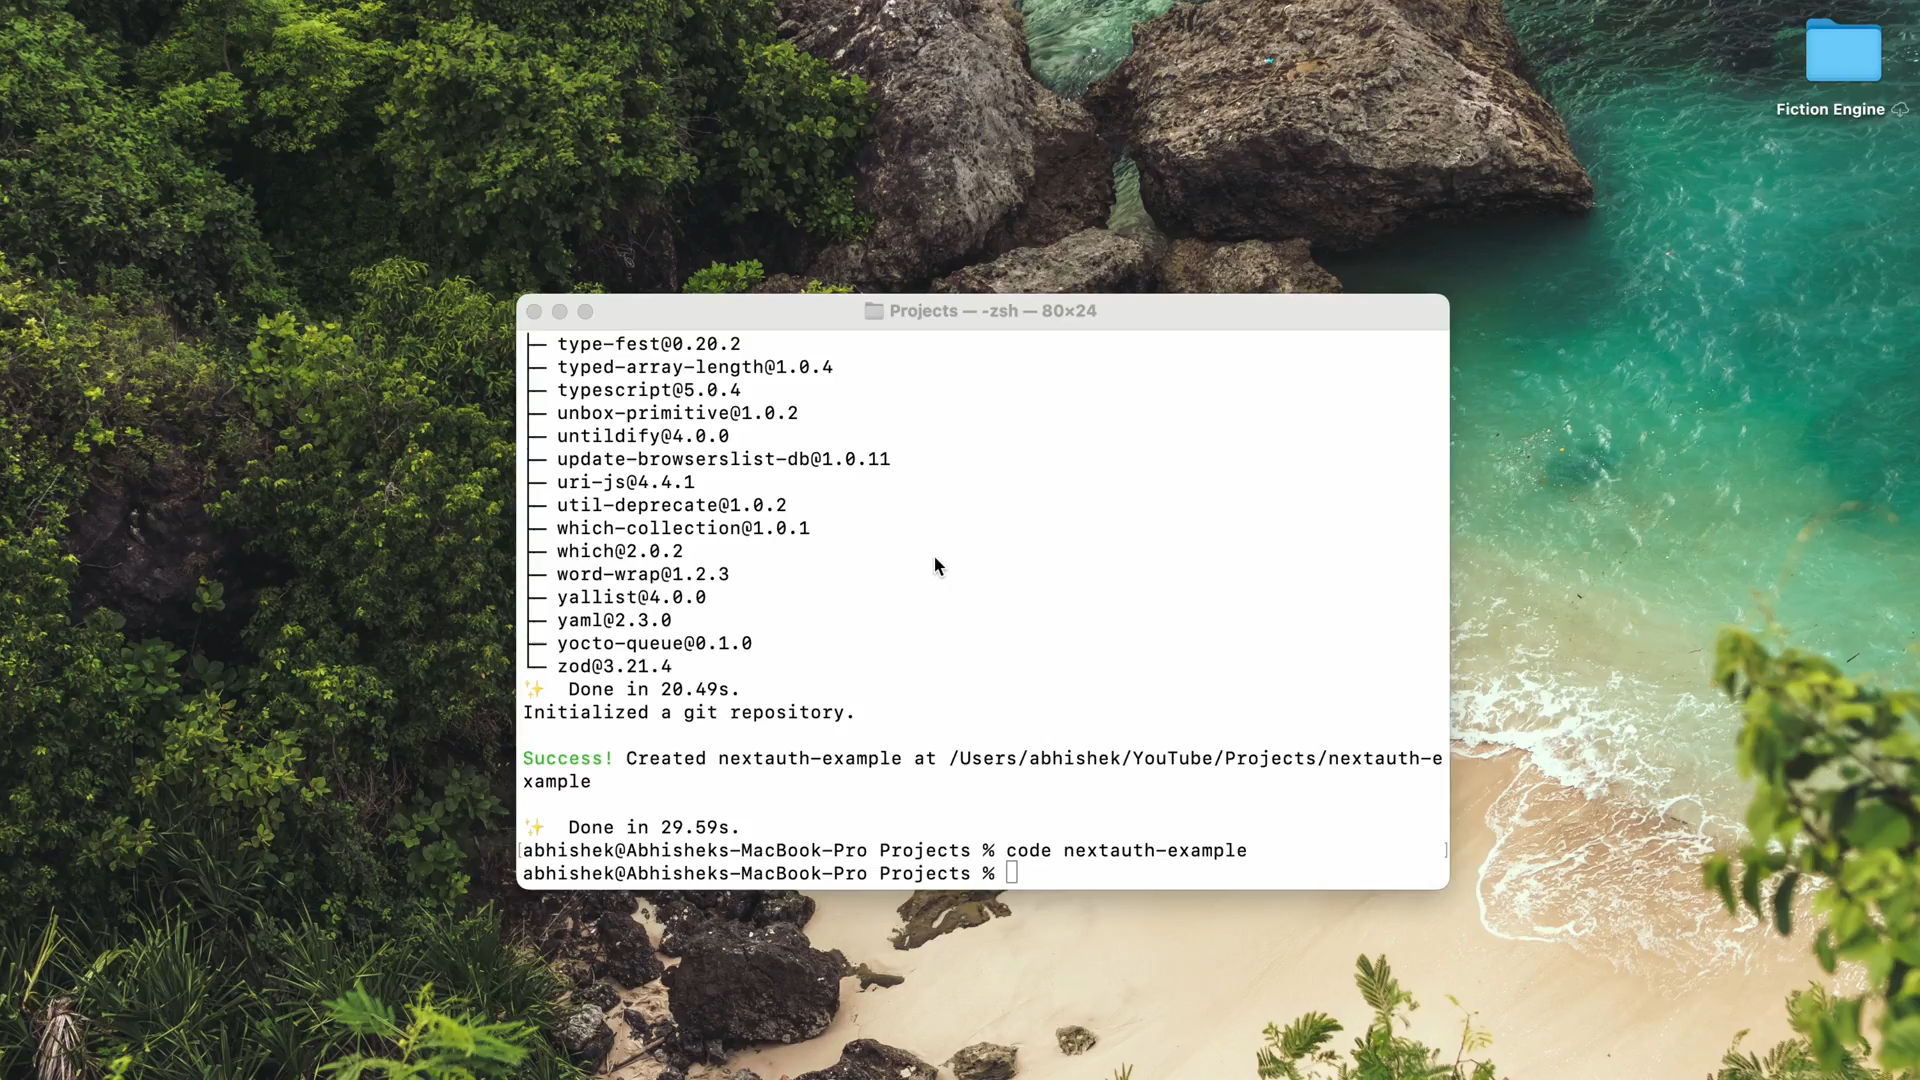 Fiction Engine
Projects — -zsh — 80×24
├─ type-fest@0.20.2
├─ typed-array-length@1.0.4
├─ typescript@5.0.4
├─ unbox-primitive@1.0.2
├─ untildify@4.0.0
├─ update-browserslist-db@1.0.11
├─ uri-js@4.4.1
├─ util-deprecate@1.0.2
├─ which-collection@1.0.1
├─ which@2.0.2
├─ word-wrap@1.2.3
├─ yallist@4.0.0
├─ yaml@2.3.0
├─ yocto-queue@0.1.0
└─ zod@3.21.4
✨ Done in 20.49s.
Initialized a git repository.
Success! Created nextauth-example at /Users/abhishek/YouTube/Projects/nextauth-e
xample
✨ Done in 29.59s.
[abhishek@Abhisheks-MacBook-Pro Projects % code nextauth-example ]
abhishek@Abhisheks-MacBook-Pro Projects %